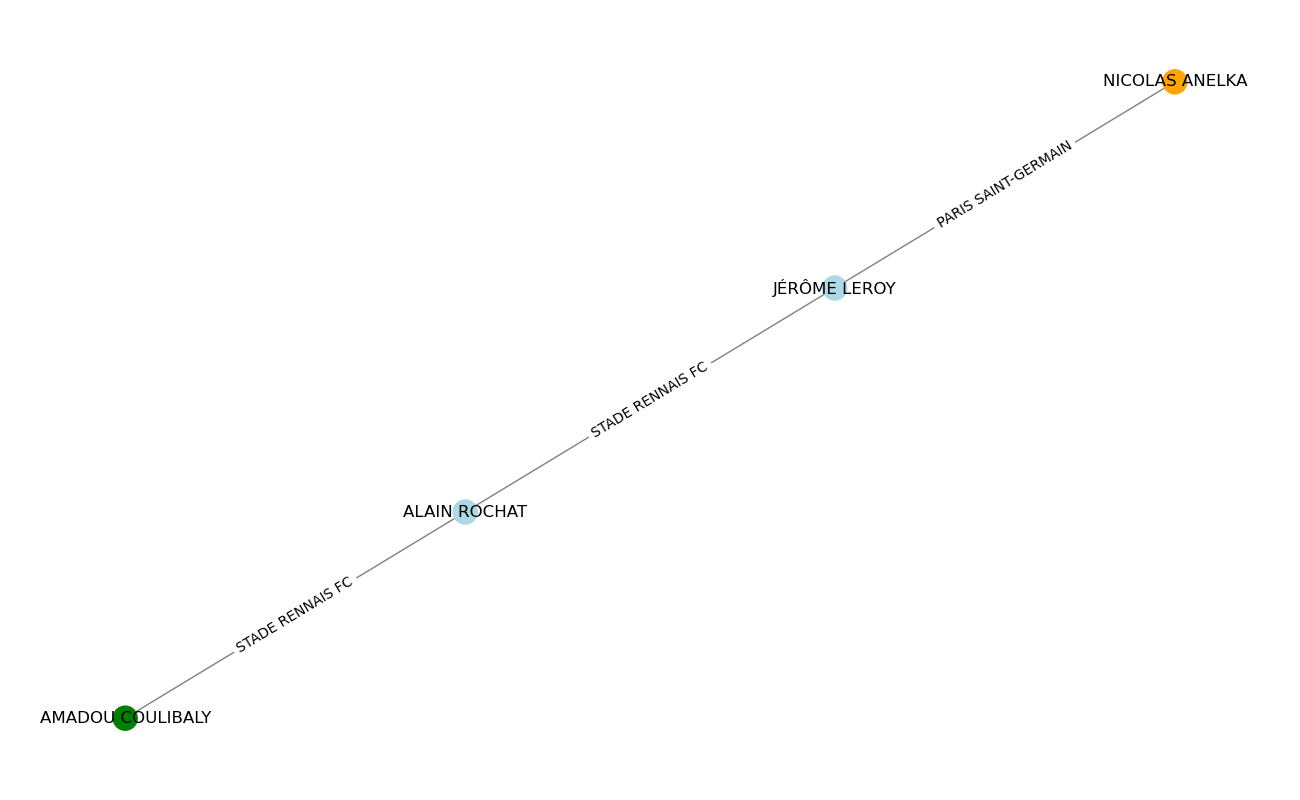 NICOLAS ANELKA
PARIS SAINT-GERMAIN
JÉRÔME LEROY
STADE RENNAIS FC
ALAIN ROCHAT
STADE RENNAIS FC
AMADOU COULIBALY